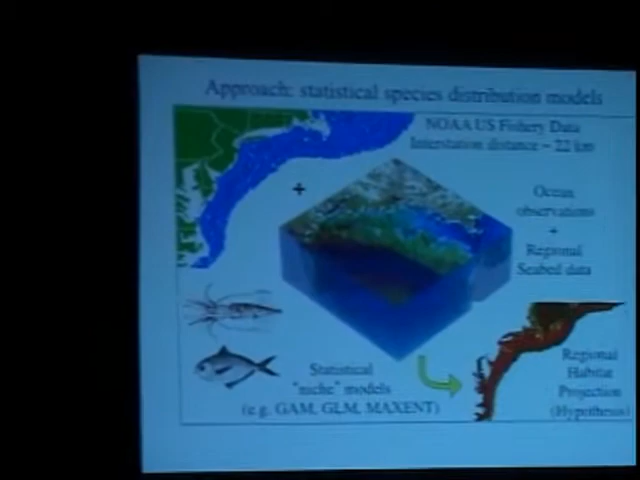 Approach: statistical species distribution models
NOAA US Fishery Data
Interstation distance ~ 22 km
+
Ocean
observations
+
Regional
Seabed data
Statistical
"niche" models
(e.g. GAM, GLM, MAXENT)
Regional
Habitat
Projection
(Hypothesis)